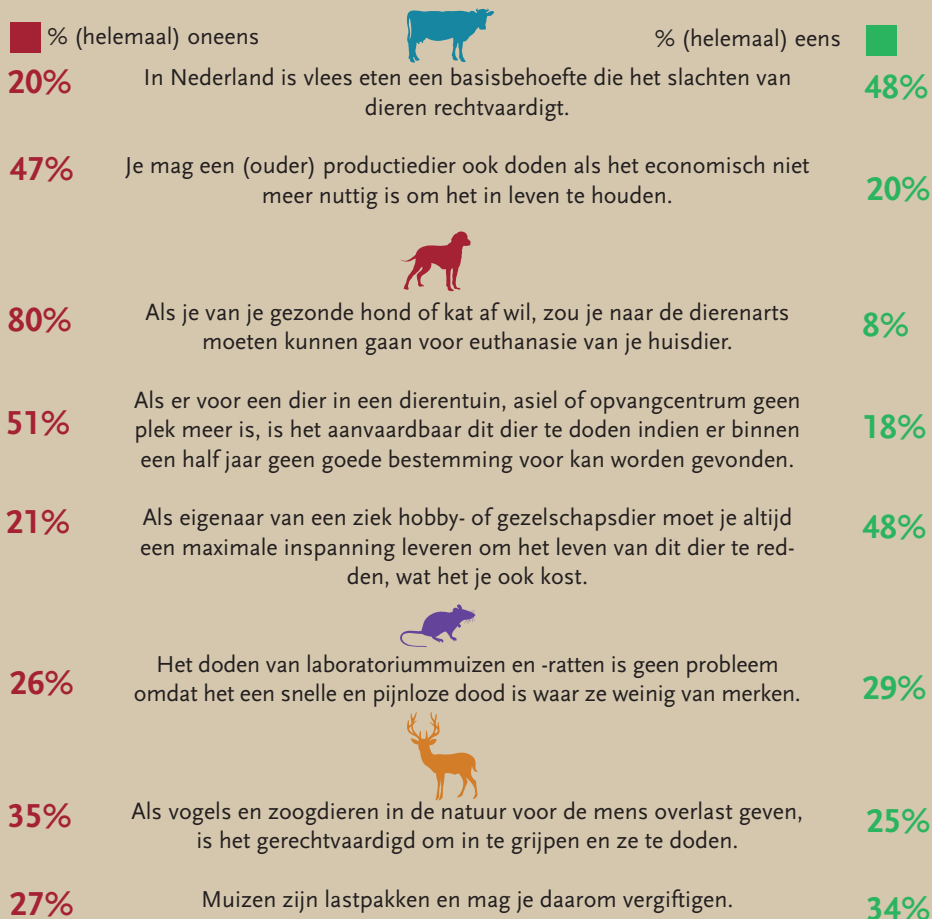 % (helemaal) oneens
% (helemaal) eens
20%
In Nederland is vlees eten een basisbehoefte die het slachten van
dieren rechtvaardigt.
48%
47%
Je mag een (ouder) productiedier ook doden als het economisch niet
meer nuttig is om het in leven te houden.
20%
80%
Als je van je gezonde hond of kat af wil, zou je naar de dierenarts
moeten kunnen gaan voor euthanasie van je huisdier.
8%
51%
Als er voor een dier in een dierentuin, asiel of opvangcentrum geen
plek meer is, is het aanvaardbaar dit dier te doden indien er binnen
een half jaar geen goede bestemming voor kan worden gevonden.
18%
21%
Als eigenaar van een ziek hobby- of gezelschapsdier moet je altijd
een maximale inspanning leveren om het leven van dit dier te red-
den, wat het je ook kost.
48%
26%
Het doden van laboratoriummuizen en -ratten is geen probleem
omdat het een snelle en pijnloze dood is waar ze weinig van merken.
29%
35%
Als vogels en zoogdieren in de natuur voor de mens overlast geven,
is het gerechtvaardigd om in te grijpen en ze te doden.
25%
27%
Muizen zijn lastpakken en mag je daarom vergiftigen.
34%